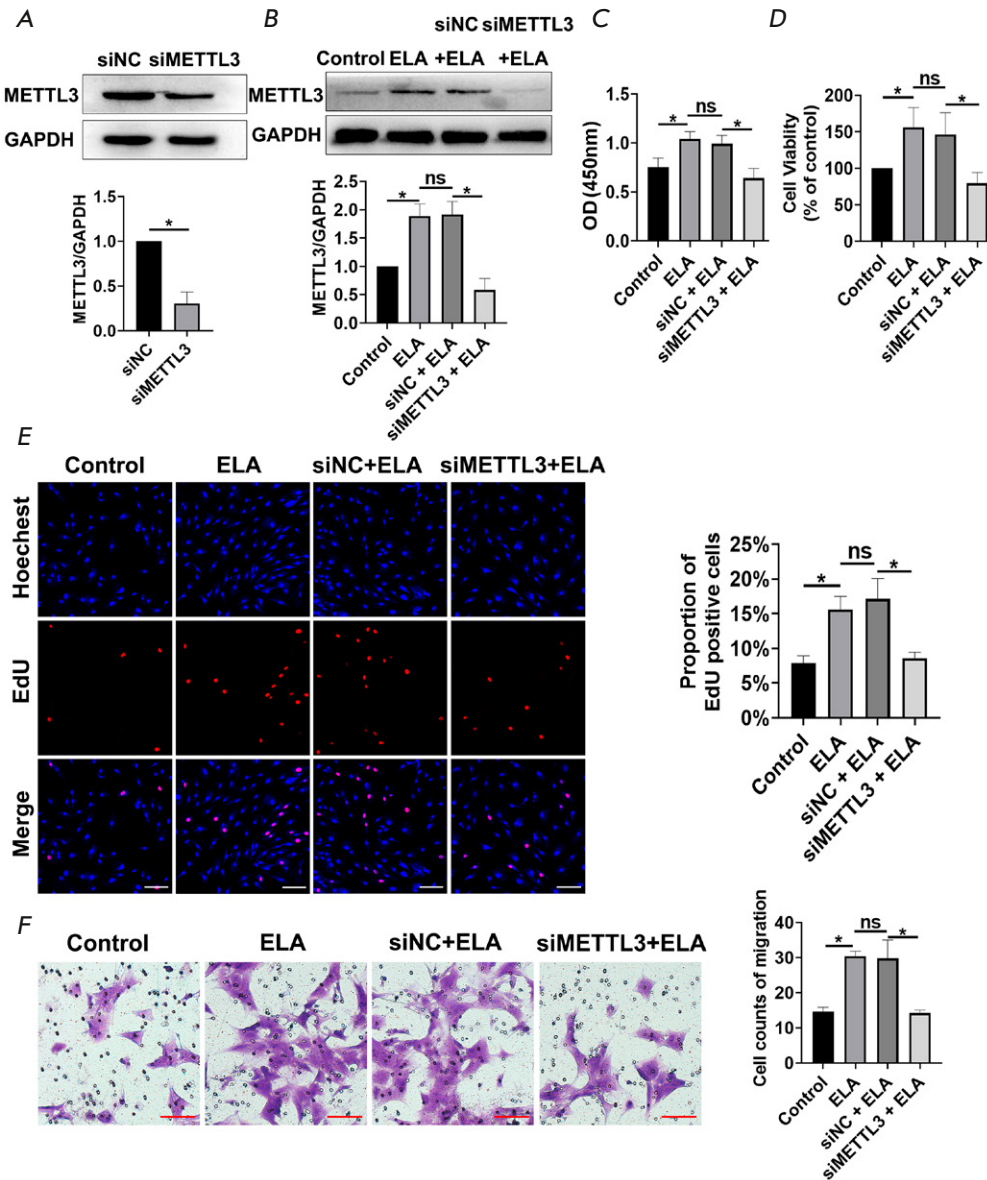 A
siNC siMETTL3
METTL3
GAPDH
METTL3/GAPDH
1.0
0.5
0.0
*
siNC
siMETTL3
B
siNC siMETTL3
Control ELA +ELA +ELA
METTL3
GAPDH
METTL3/GAPDH
2.5
2.0
1.5
1.0
0.5
0.0
* ns *
Control
ELA
siNC + ELA
siMETTL3 + ELA
C
OD (450nm)
1.5
1.0
0.5
0.0
* ns *
Control
ELA
siNC + ELA
siMETTL3 + ELA
D
Cell Viability
(% of control)
200
150
100
50
0
* ns *
Control
ELA
siNC + ELA
siMETTL3 + ELA
E
Control ELA siNC+ELA siMETTL3+ELA
Hoechest
EdU
Merge
Proportion of
EdU positive cells
25%
20%
15%
10%
5%
0%
* ns *
Control
ELA
siNC + ELA
siMETTL3 + ELA
F
Control ELA siNC+ELA siMETTL3+ELA
Cell counts of migration
40
30
20
10
0
* ns *
Control
ELA
siNC + ELA
siMETTL3 + ELA